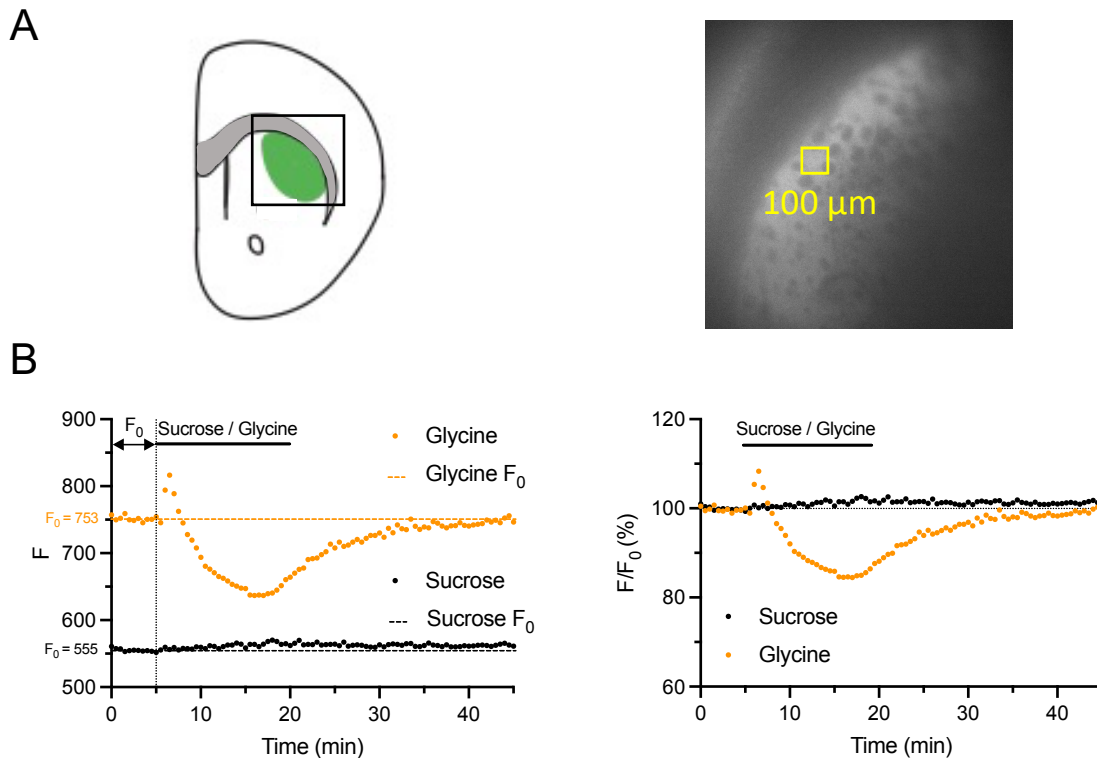 A
100 µm
B
F
900
800
700
600
500
F₀
Sucrose / Glycine
Glycine
Glycine F₀
Sucrose
Sucrose F₀
F₀ = 753
F₀ = 555
0 10 20 30 40
Time (min)
F/F₀ (%)
120
100
80
60
Sucrose / Glycine
Sucrose
Glycine
0 10 20 30 40
Time (min)